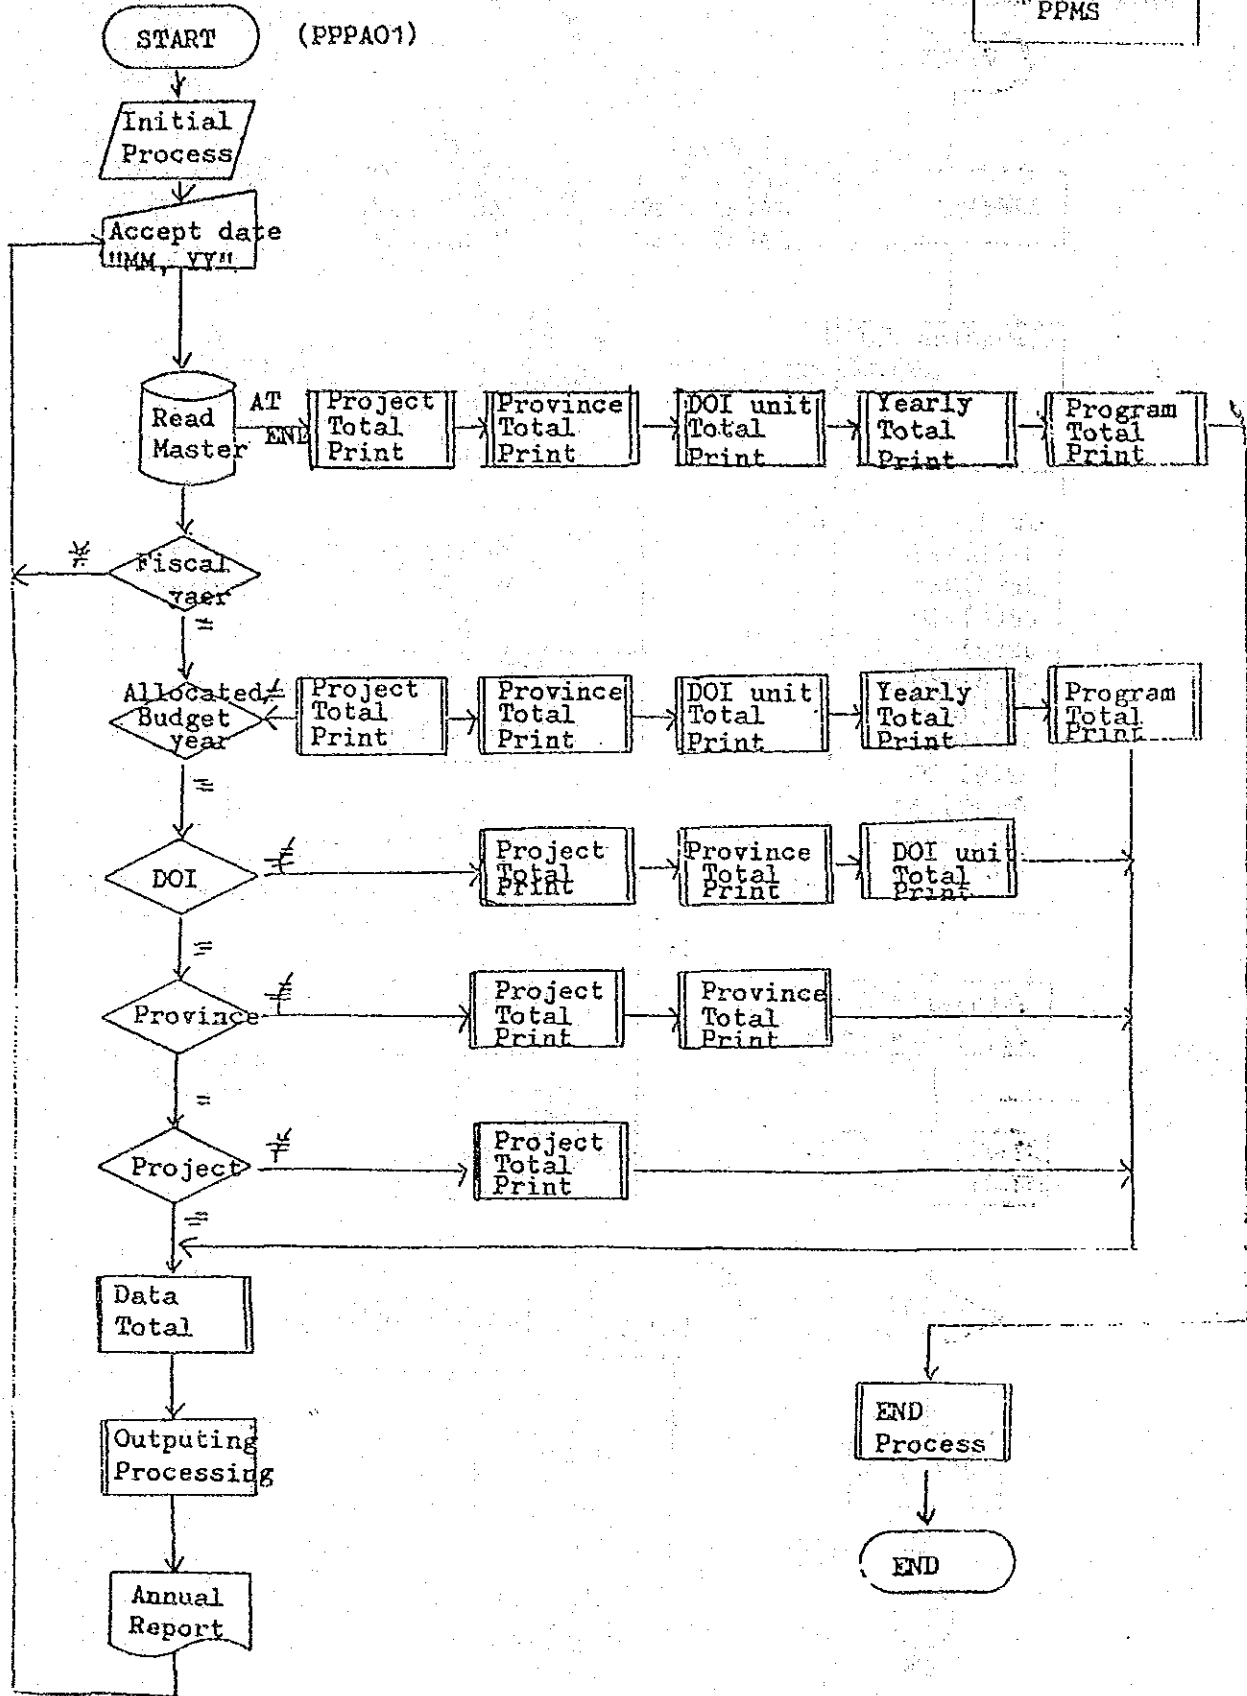 PPMS
START
(PPPA01)
Initial
Process
Accept date
"MM, YY"
Read
Master
AT
END
Project
Total
Print
Province
Total
Print
DOI unit
Total
Print
Yearly
Total
Print
Program
Total
Print
≠
Fiscal
yaer
=
Allocated
Budget
year
≠
Project
Total
Print
Province
Total
Print
DOI unit
Total
Print
Yearly
Total
Print
Program
Total
Print
=
DOI
≠
Project
Total
Print
Province
Total
Print
DOI unit
Total
Print
=
Province
≠
Project
Total
Print
Province
Total
Print
=
Project
≠
Project
Total
Print
=
Data
Total
Outputing
Processing
Annual
Report
END
Process
END